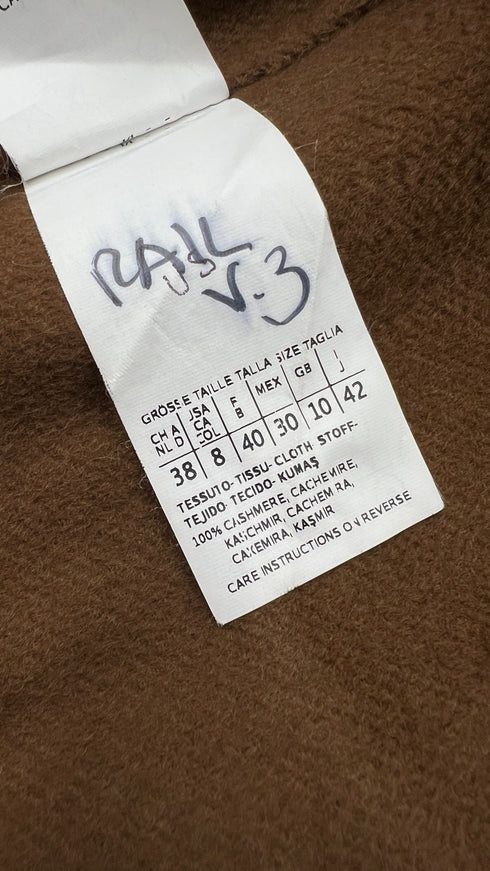 RAIL
V.3
GRÖSSE TAILLE TALLA SIZE TAGLIA
CH A NL D | USA CA COL | F B | MEX | GB | I J
38 | 8 | 40 | 30 | 10 | 42
TESSUTO-TISSU-CLOTH STOFF-
TEJIDO TECIDO- KUMAŞ
100% CASHMERE, CACHEMIRE,
KASCHMIR, CACHEMIRA,
CAXEMIRA, KAŞMIR
CARE INSTRUCTIONS ON REVERSE